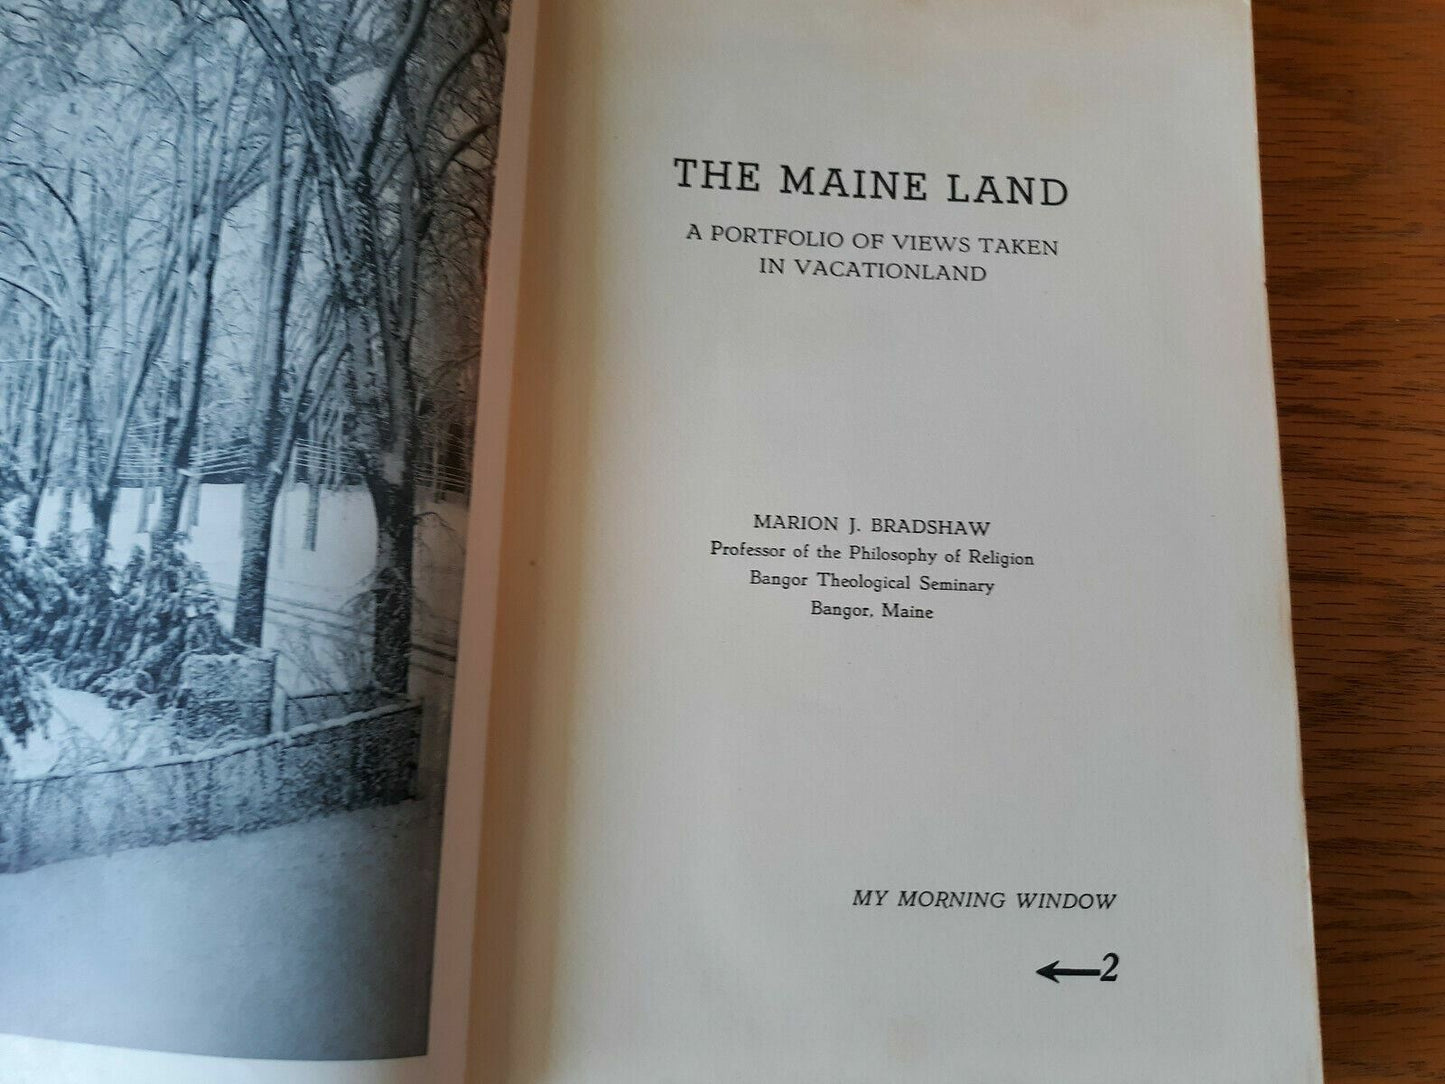 THE MAINE LAND
A PORTFOLIO OF VIEWS TAKEN
IN VACATIONLAND
MARION J. BRADSHAW
Professor of the Philosophy of Religion
Bangor Theological Seminary
Bangor, Maine
MY MORNING WINDOW
←2